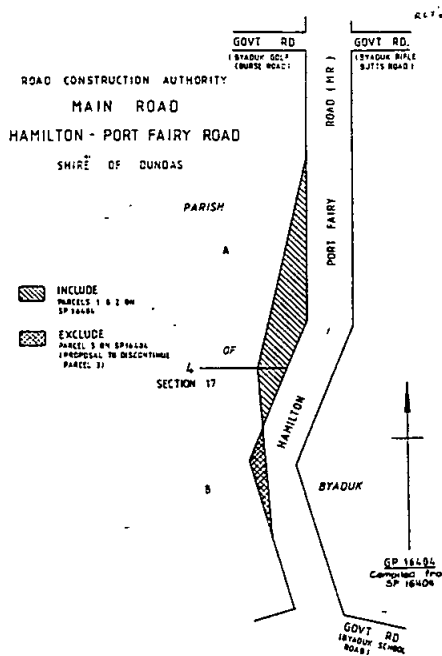 GOVT RD
(BYADUK GOLF
COURSE ROAD)
GOVT RD.
(BYADUK RIFLE
BUTTS ROAD)
ROAD CONSTRUCTION AUTHORITY
MAIN ROAD
HAMILTON - PORT FAIRY ROAD
SHIRE OF DUNDAS
ROAD (MR)
PORT FAIRY
HAMILTON
PARISH
A
INCLUDE
PARCELS 1 & 2 ON
SP 16404
EXCLUDE
PARCEL 3 ON SP16404
(PROPOSAL TO DISCONTINUE
PARCEL 3)
OF
4
SECTION 17
B
BYADUK
GP 16404
Compiled from
SP 16404
GOVT RD
(BYADUK SCHOOL
ROAD)